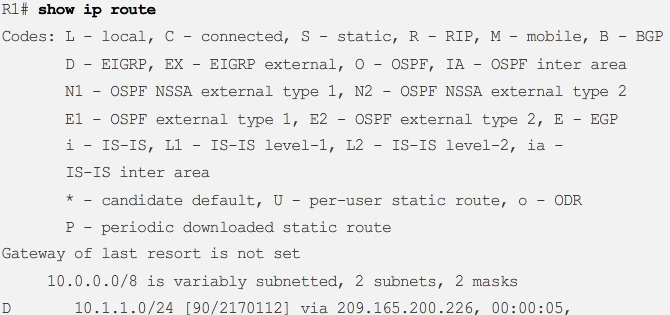 R1# show ip route
Codes: L - local, C - connected, S - static, R - RIP, M - mobile, B - BGP
D - EIGRP, EX - EIGRP external, O - OSPF, IA - OSPF inter area
N1 - OSPF NSSA external type 1, N2 - OSPF NSSA external type 2
E1 - OSPF external type 1, E2 - OSPF external type 2, E - EGP
i - IS-IS, L1 - IS-IS level-1, L2 - IS-IS level-2, ia -
IS-IS inter area
* - candidate default, U - per-user static route, o - ODR
P - periodic downloaded static route
Gateway of last resort is not set
10.0.0.0/8 is variably subnetted, 2 subnets, 2 masks
D 10.1.1.0/24 [90/2170112] via 209.165.200.226, 00:00:05,